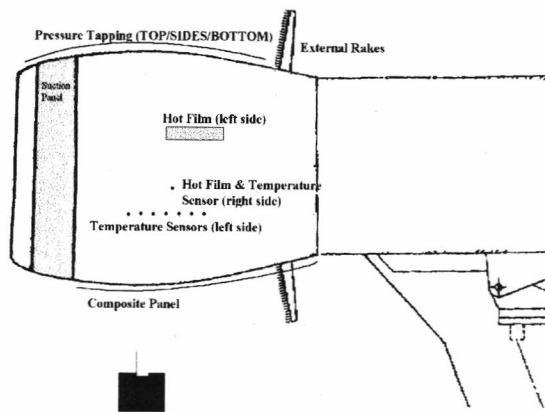 Pressure Tapping (TOP/SIDES/BOTTOM)
External Rakes
Suction
Panel
Hot Film (left side)
Hot Film & Temperature
Sensor (right side)
Temperature Sensors (left side)
Composite Panel